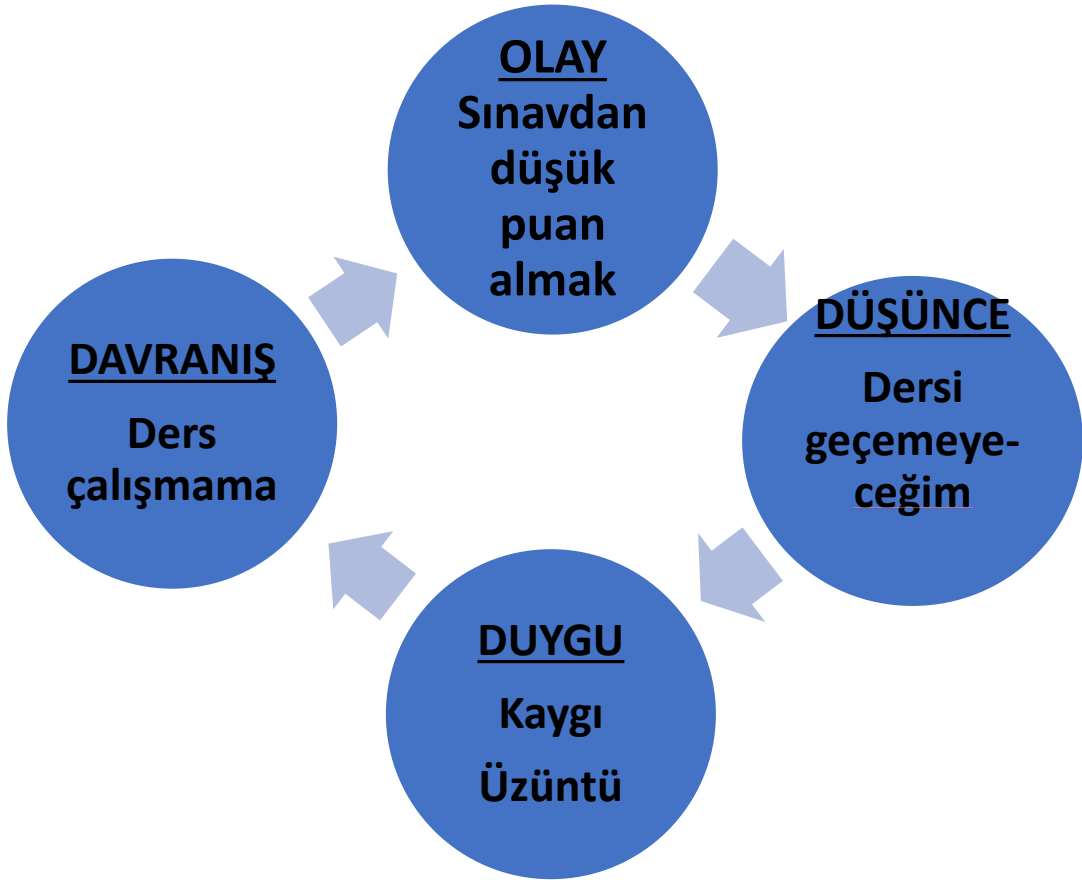 OLAY
Sınavdan
düşük
puan
almak
DÜŞÜNCE
Dersi
geçemeye-
ceğim
DUYGU
Kaygı
Üzüntü
DAVRANIŞ
Ders
çalışmama